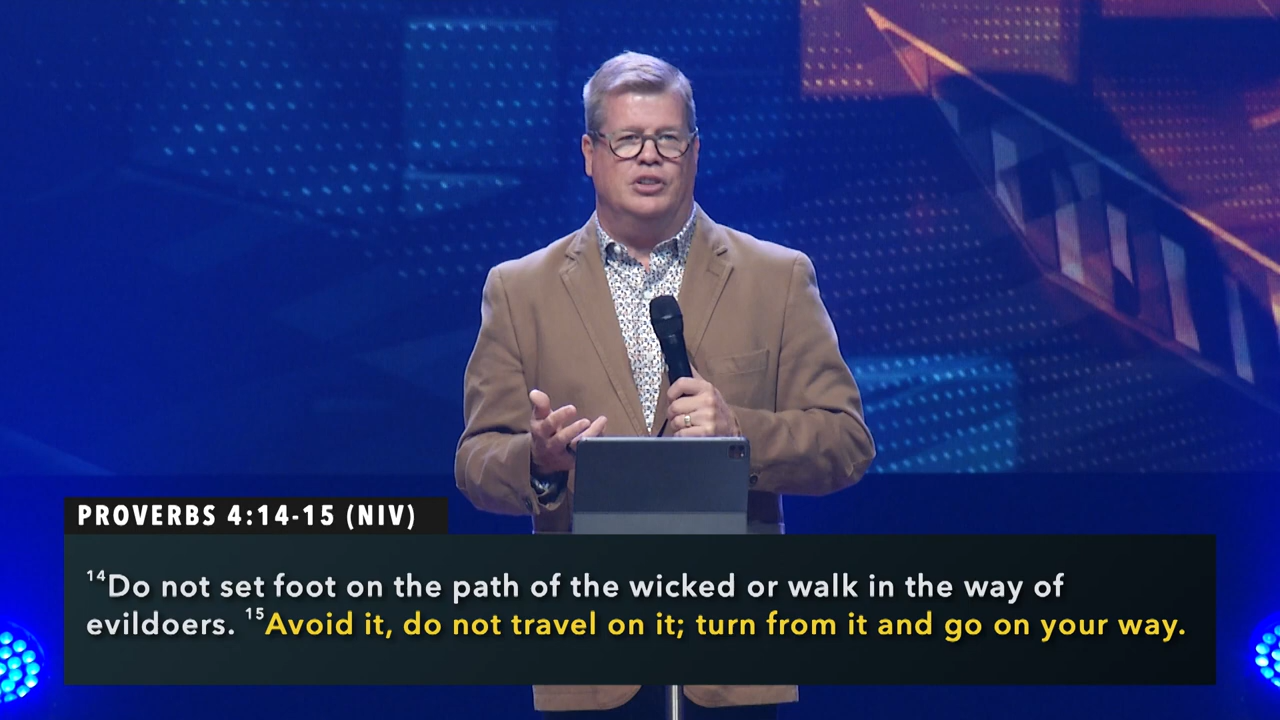 PROVERBS 4:14-15 (NIV)
¹⁴Do not set foot on the path of the wicked or walk in the way of
evildoers. ¹⁵Avoid it, do not travel on it; turn from it and go on your way.